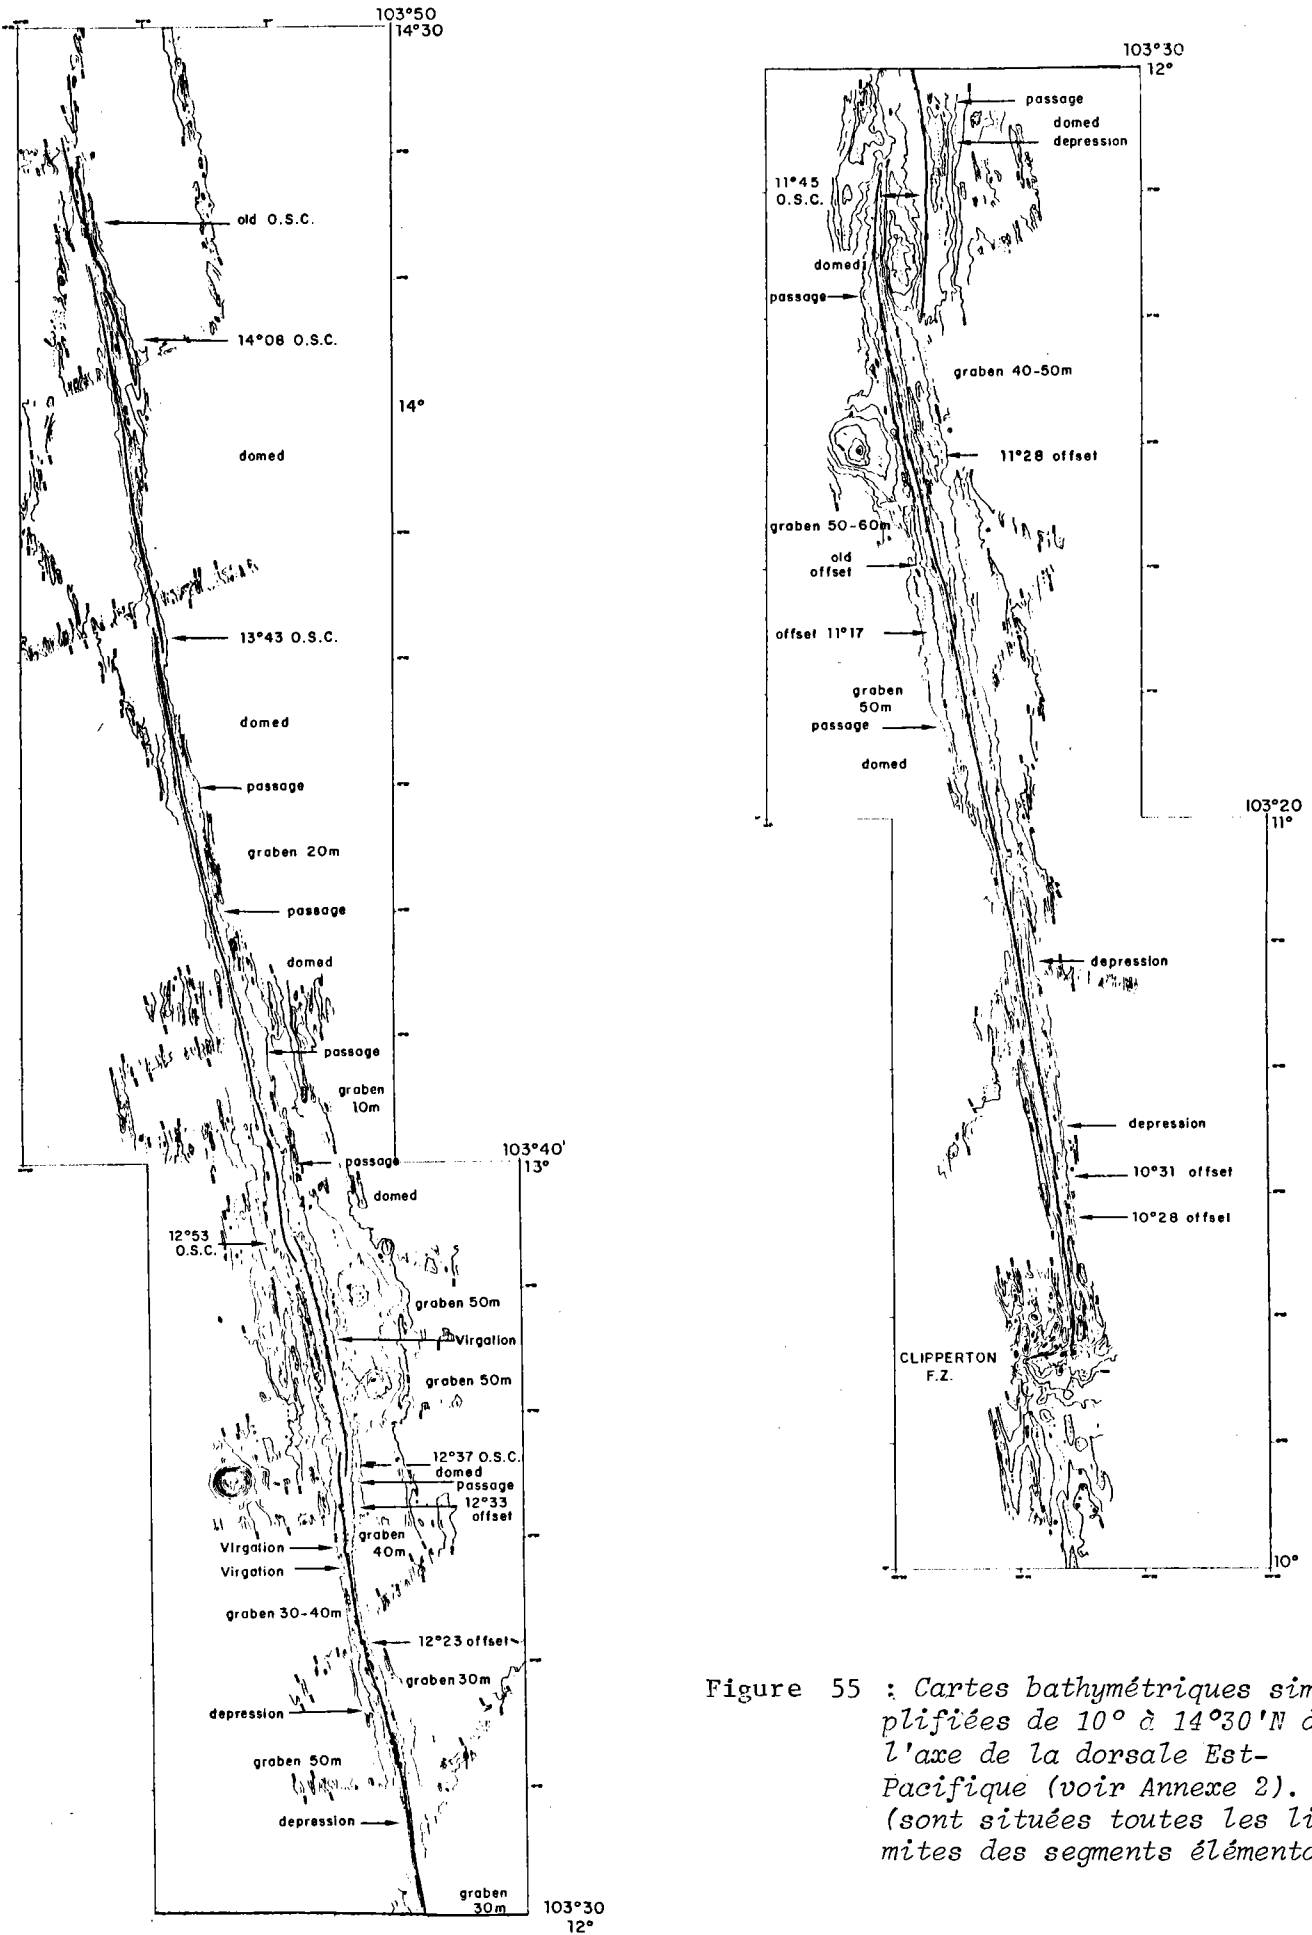 103°50
14°30
old O.S.C.
14°08 O.S.C.
14°
domed
13°43 O.S.C.
domed
passage
graben 20m
passage
domed
passage
graben
10m
passage
103°40'
13°
domed
12°53
O.S.C.
graben 50m
Virgation
graben 50m
12°37 O.S.C.
domed
passage
12°33
offset
graben
40m
Virgation
Virgation
graben 30-40m
12°23 offset
graben 30m
depression
graben 50m
depression
graben
30m
103°30
12°
103°30
12°
passage
domed
depression
11°45
O.S.C.
domed
passage
graben 40-50m
11°28 offset
graben 50-60m
old
offset
offset 11°17
graben
50m
passage
domed
103°20
11°
depression
depression
10°31 offset
10°28 offset
CLIPPERTON
F.Z.
10°
Figure 55 : Cartes bathymétriques sim
plifiées de 10° à 14°30'N
l'axe de la dorsale Est-
Pacifique (voir Annexe 2).
(sont situées toutes les li
mites des segments élémenta